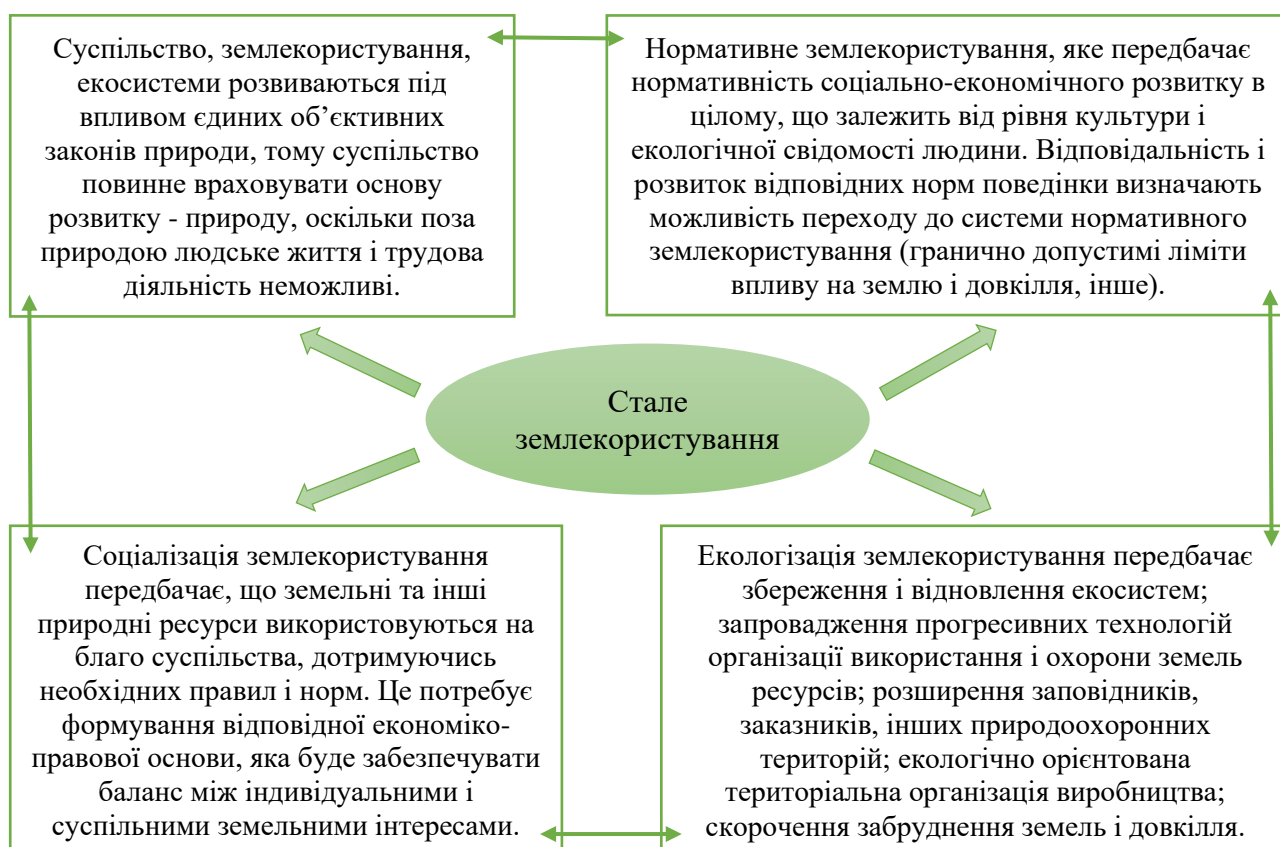 Суспільство, землекористування,
екосистеми розвиваються під
впливом єдиних об’єктивних
законів природи, тому суспільство
повинне враховувати основу
розвитку - природу, оскільки поза
природою людське життя і трудова
діяльність неможливі.
Нормативне землекористування, яке передбачає
нормативність соціально-економічного розвитку в
цілому, що залежить від рівня культури і
екологічної свідомості людини. Відповідальність і
розвиток відповідних норм поведінки визначають
можливість переходу до системи нормативного
землекористування (гранично допустимі ліміти
впливу на землю і довкілля, інше).
Стале
землекористування
Соціалізація землекористування
передбачає, що земельні та інші
природні ресурси використовуються на
благо суспільства, дотримуючись
необхідних правил і норм. Це потребує
формування відповідної економіко-
правової основи, яка буде забезпечувати
баланс між індивідуальними і
суспільними земельними інтересами.
Екологізація землекористування передбачає
збереження і відновлення екосистем;
запровадження прогресивних технологій
організації використання і охорони земель
ресурсів; розширення заповідників,
заказників, інших природоохоронних
територій; екологічно орієнтована
територіальна організація виробництва;
скорочення забруднення земель і довкілля.